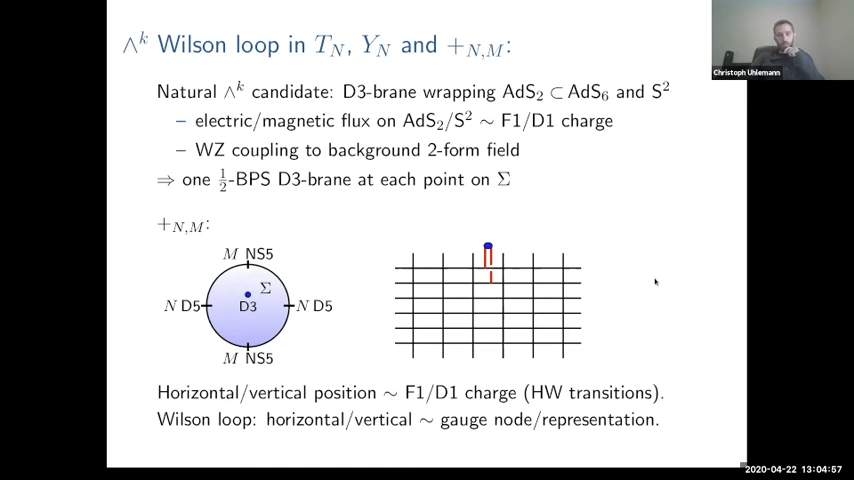 ∧^k Wilson loop in T_N, Y_N and +_{N,M}:
Christoph Uhlemann
Natural ∧^k candidate: D3-brane wrapping AdS₂ ⊂ AdS₆ and S²
– electric/magnetic flux on AdS₂/S² ∼ F1/D1 charge
– WZ coupling to background 2-form field
⇒ one ½-BPS D3-brane at each point on Σ
+_{N,M}:
M NS5
Σ
N D5
D3
N D5
M NS5
Horizontal/vertical position ∼ F1/D1 charge (HW transitions).
Wilson loop: horizontal/vertical ∼ gauge node/representation.
2020-04-22 13:04:57